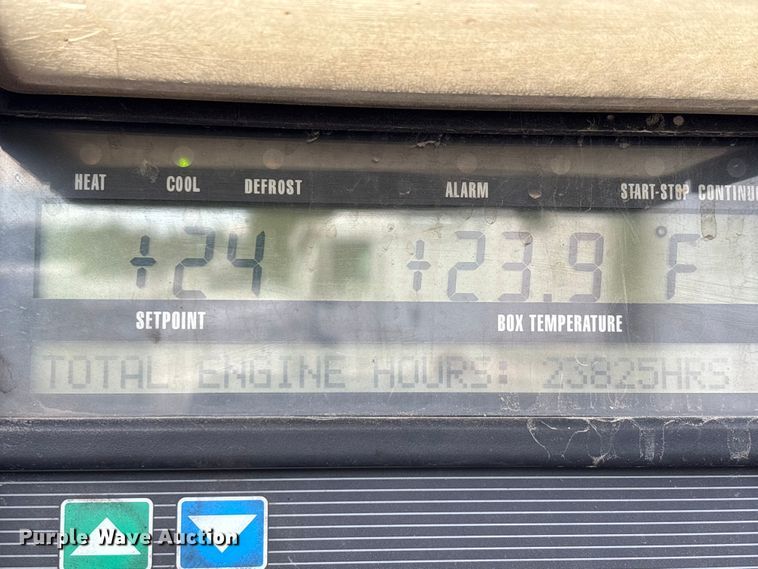 HEAT COOL DEFROST ALARM START-STOP
+24 +23.9 °F
SETPOINT BOX TEMPERATURE
TOTAL ENGINE HOURS: 23825HRS
Purple Wave Auction